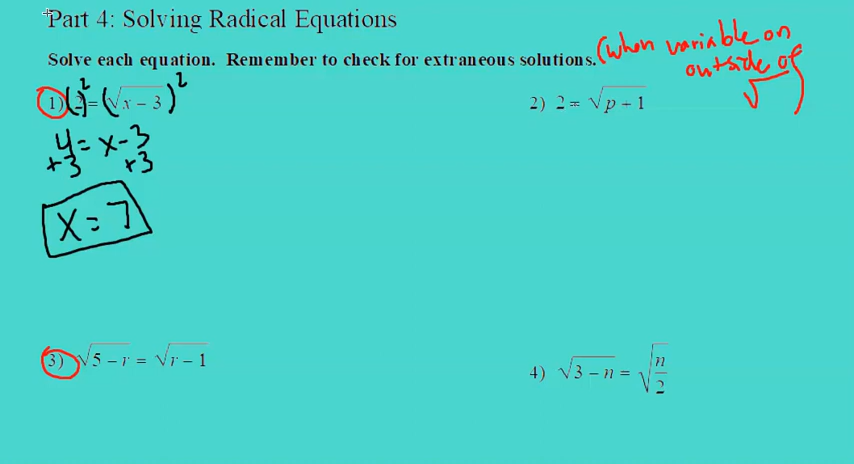 Part 4: Solving Radical Equations
Solve each equation. Remember to check for extraneous solutions. (when variable on
outside of √ )
1) (2)² = (√(x − 3))²
2) 2 = √(p + 1)
4 = x − 3
+3 +3
x = 7
3) √(5 − r) = √(r − 1)
4) √(3 − n) = √(n/2)